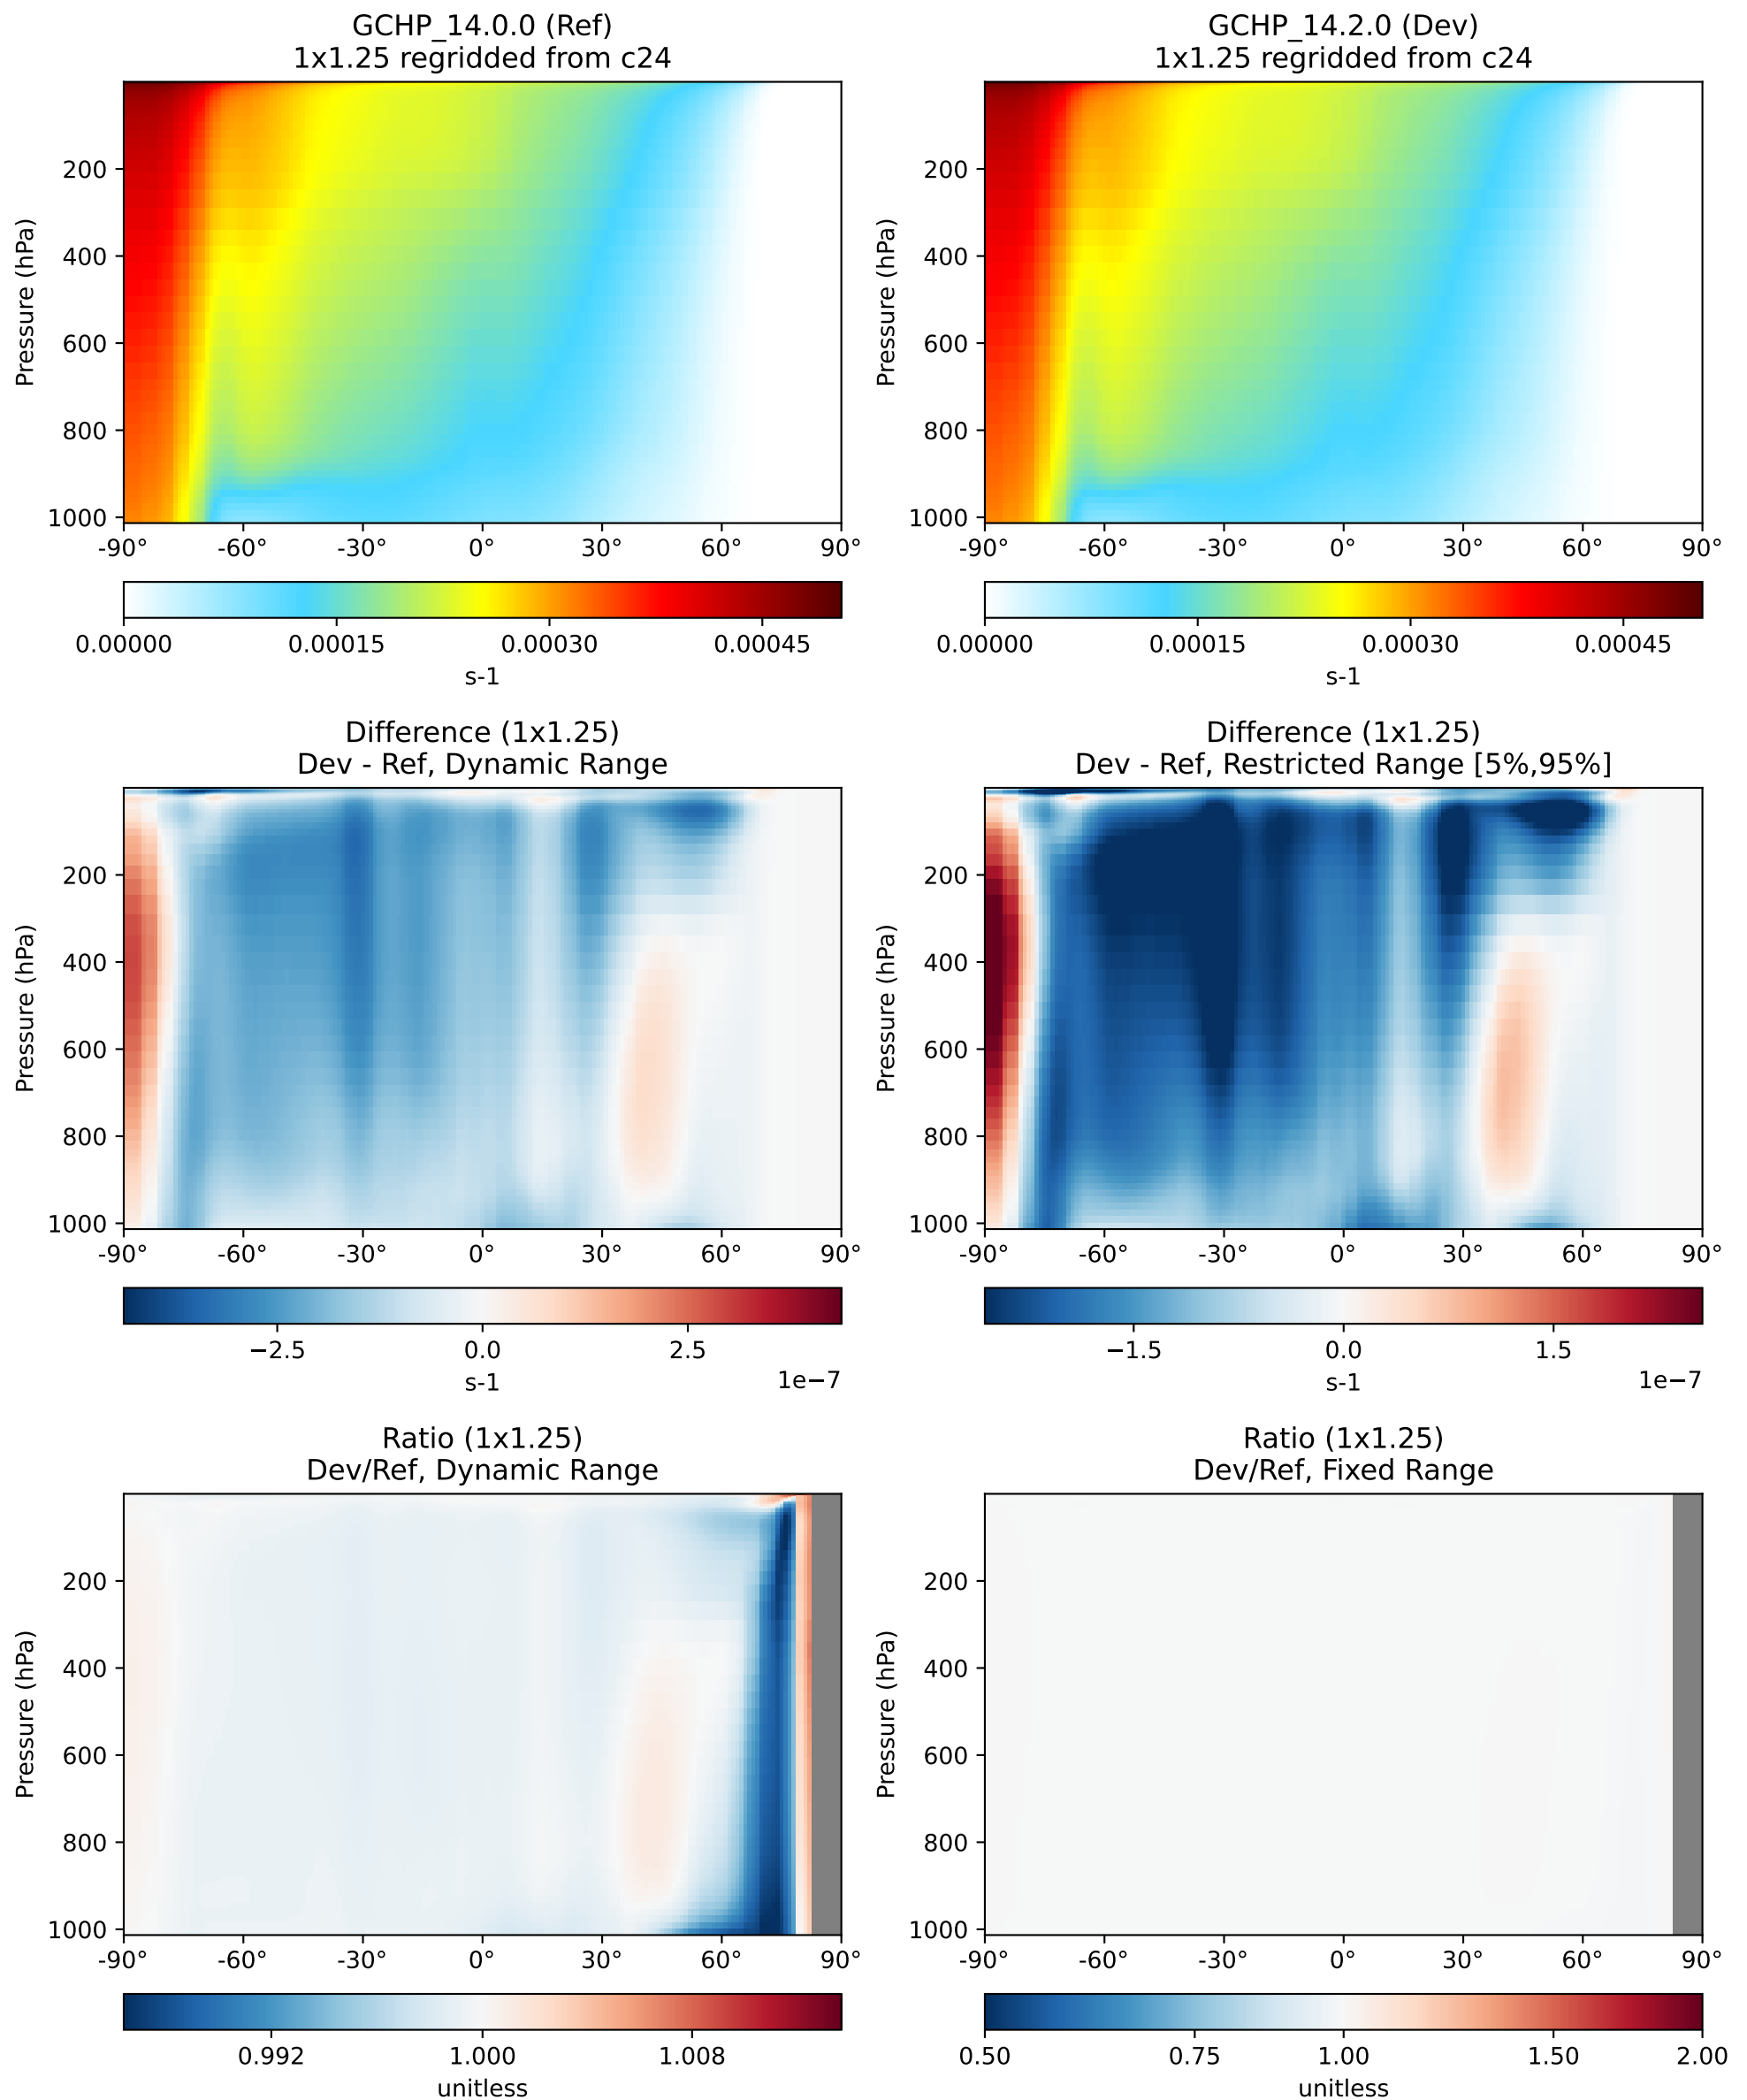 GCHP_14.0.0 (Ref)
1x1.25 regridded from c24
Pressure (hPa)
200
400
600
800
1000
-90° -60° -30° 0° 30° 60° 90°
0.00000 0.00015 0.00030 0.00045
s-1
GCHP_14.2.0 (Dev)
1x1.25 regridded from c24
Pressure (hPa)
200
400
600
800
1000
-90° -60° -30° 0° 30° 60° 90°
0.00000 0.00015 0.00030 0.00045
s-1
Difference (1x1.25)
Dev - Ref, Dynamic Range
Pressure (hPa)
200
400
600
800
1000
-90° -60° -30° 0° 30° 60° 90°
−2.5 0.0 2.5
s-1
1e−7
Difference (1x1.25)
Dev - Ref, Restricted Range [5%,95%]
Pressure (hPa)
200
400
600
800
1000
-90° -60° -30° 0° 30° 60° 90°
−1.5 0.0 1.5
s-1
1e−7
Ratio (1x1.25)
Dev/Ref, Dynamic Range
Pressure (hPa)
200
400
600
800
1000
-90° -60° -30° 0° 30° 60° 90°
0.992 1.000 1.008
unitless
Ratio (1x1.25)
Dev/Ref, Fixed Range
Pressure (hPa)
200
400
600
800
1000
-90° -60° -30° 0° 30° 60° 90°
0.50 0.75 1.00 1.50 2.00
unitless